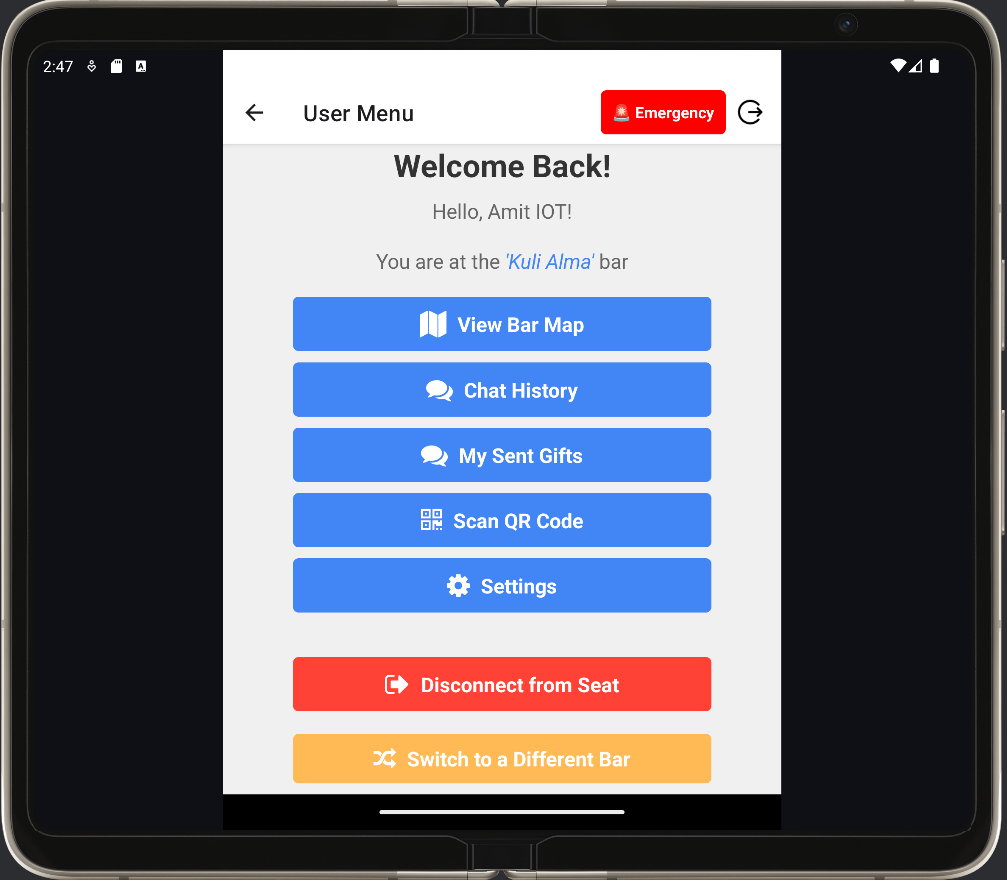 2:47
A
User Menu
🚨 Emergency
Welcome Back!
Hello, Amit IOT!
You are at the 'Kuli Alma' bar
View Bar Map
Chat History
My Sent Gifts
Scan QR Code
Settings
Disconnect from Seat
Switch to a Different Bar